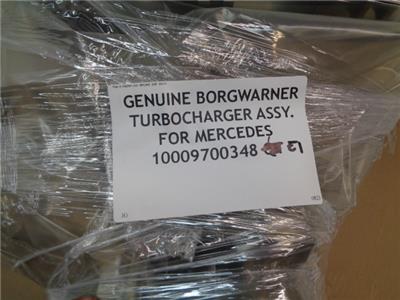 GENUINE BORGWARNER
TURBOCHARGER ASSY.
FOR MERCEDES
10009700348